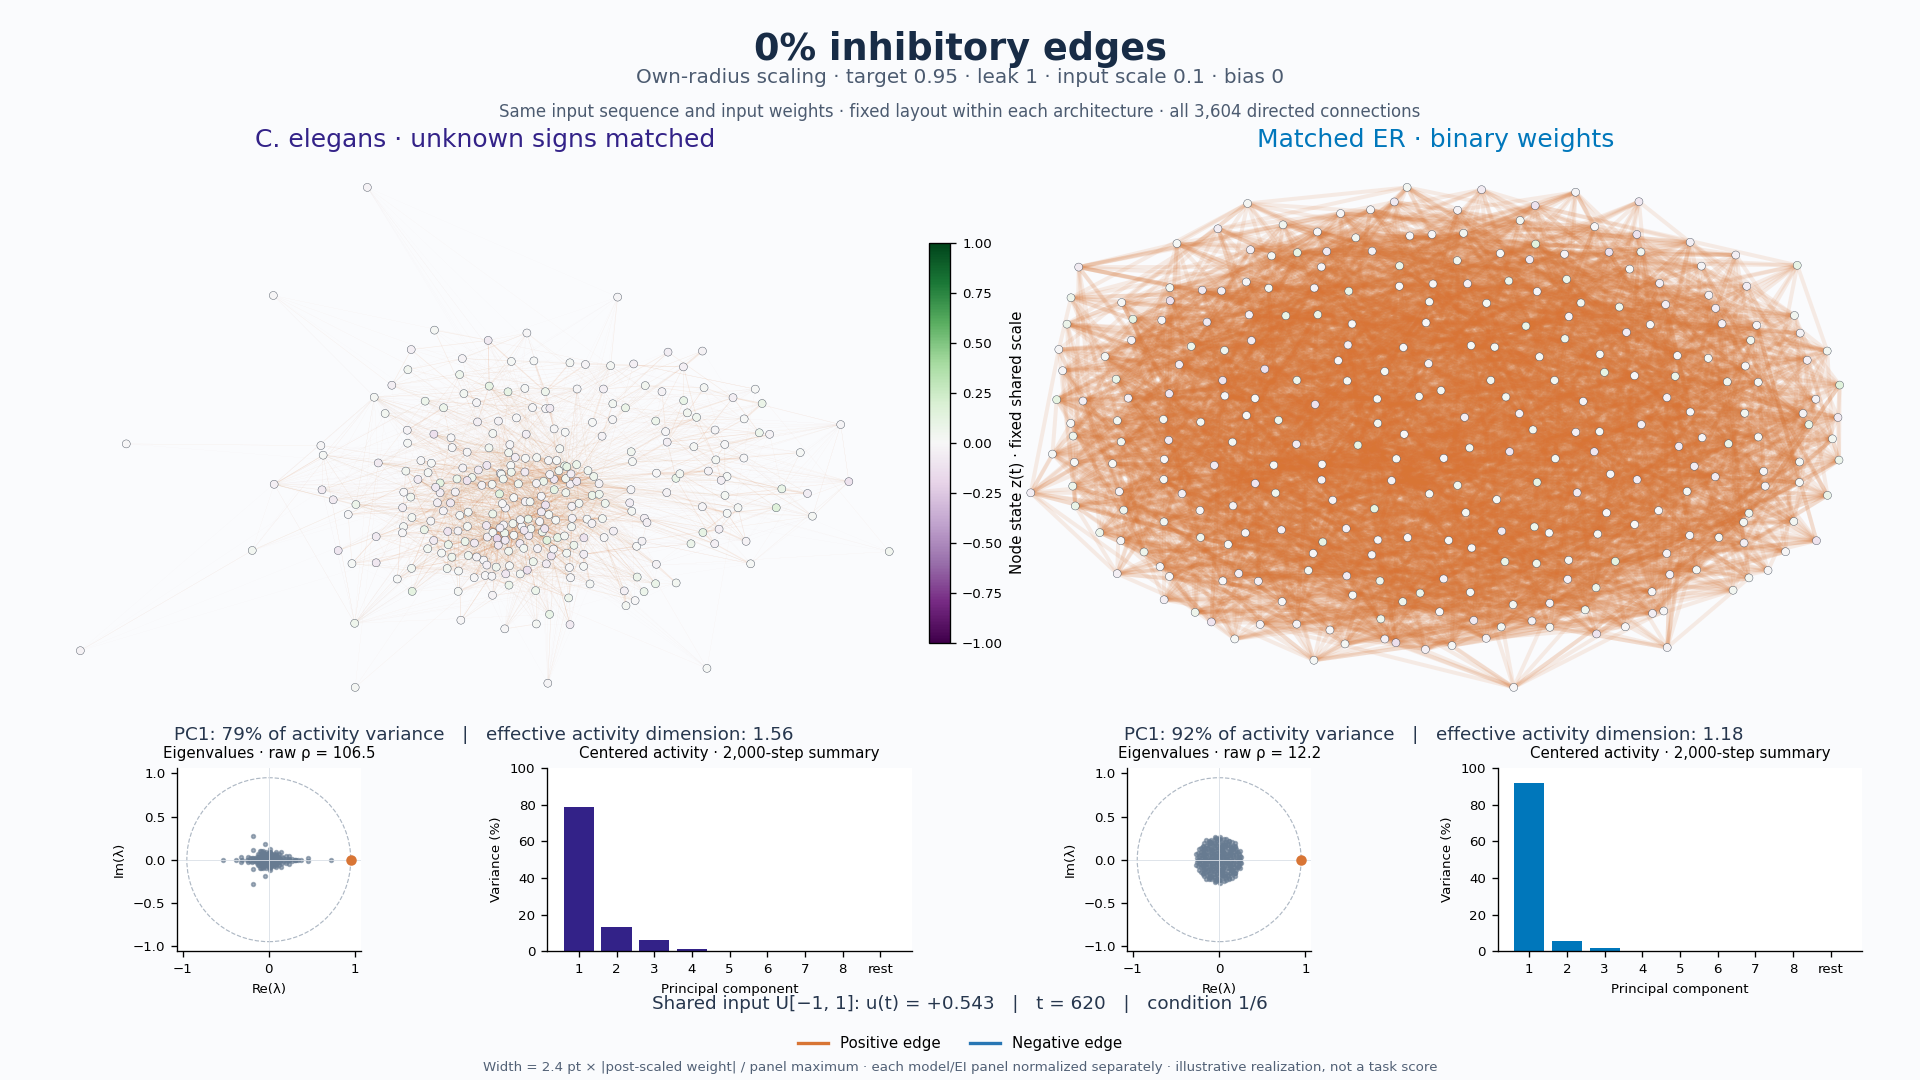 0% inhibitory edges
Own-radius scaling · target 0.95 · leak 1 · input scale 0.1 · bias 0
Same input sequence and input weights · fixed layout within each architecture · all 3,604 directed connections
C. elegans · unknown signs matched
Matched ER · binary weights
1.00
0.75
0.50
0.25
0.00
−0.25
−0.50
−0.75
−1.00
Node state z(t) · fixed shared scale
PC1: 79% of activity variance | effective activity dimension: 1.56
Eigenvalues · raw ρ = 106.5
1.0
0.5
0.0
−0.5
−1.0
Im(λ)
−1 0 1
Re(λ)
Centered activity · 2,000-step summary
100
80
60
40
20
0
Variance (%)
1 2 3 4 5 6 7 8 rest
Principal component
PC1: 92% of activity variance | effective activity dimension: 1.18
Eigenvalues · raw ρ = 12.2
1.0
0.5
0.0
−0.5
−1.0
Im(λ)
−1 0 1
Re(λ)
Centered activity · 2,000-step summary
100
80
60
40
20
0
Variance (%)
1 2 3 4 5 6 7 8 rest
Principal component
Shared input U[−1, 1]: u(t) = +0.543 | t = 620 | condition 1/6
Positive edge Negative edge
Width = 2.4 pt × |post-scaled weight| / panel maximum · each model/EI panel normalized separately · illustrative realization, not a task score